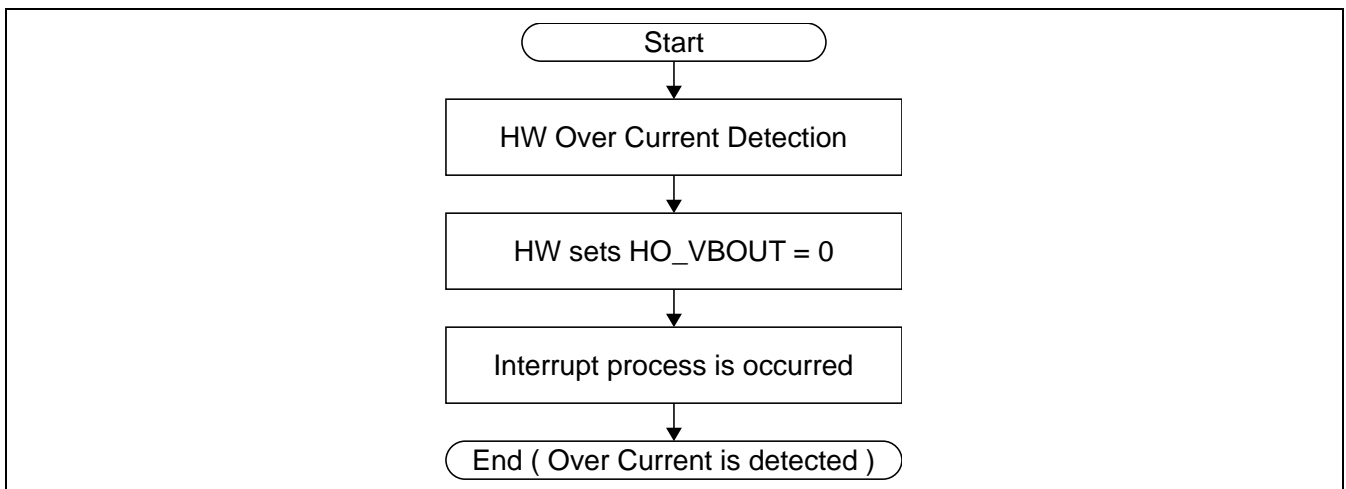 Start
HW Over Current Detection
HW sets HO_VBOUT = 0
Interrupt process is occurred
End ( Over Current is detected )